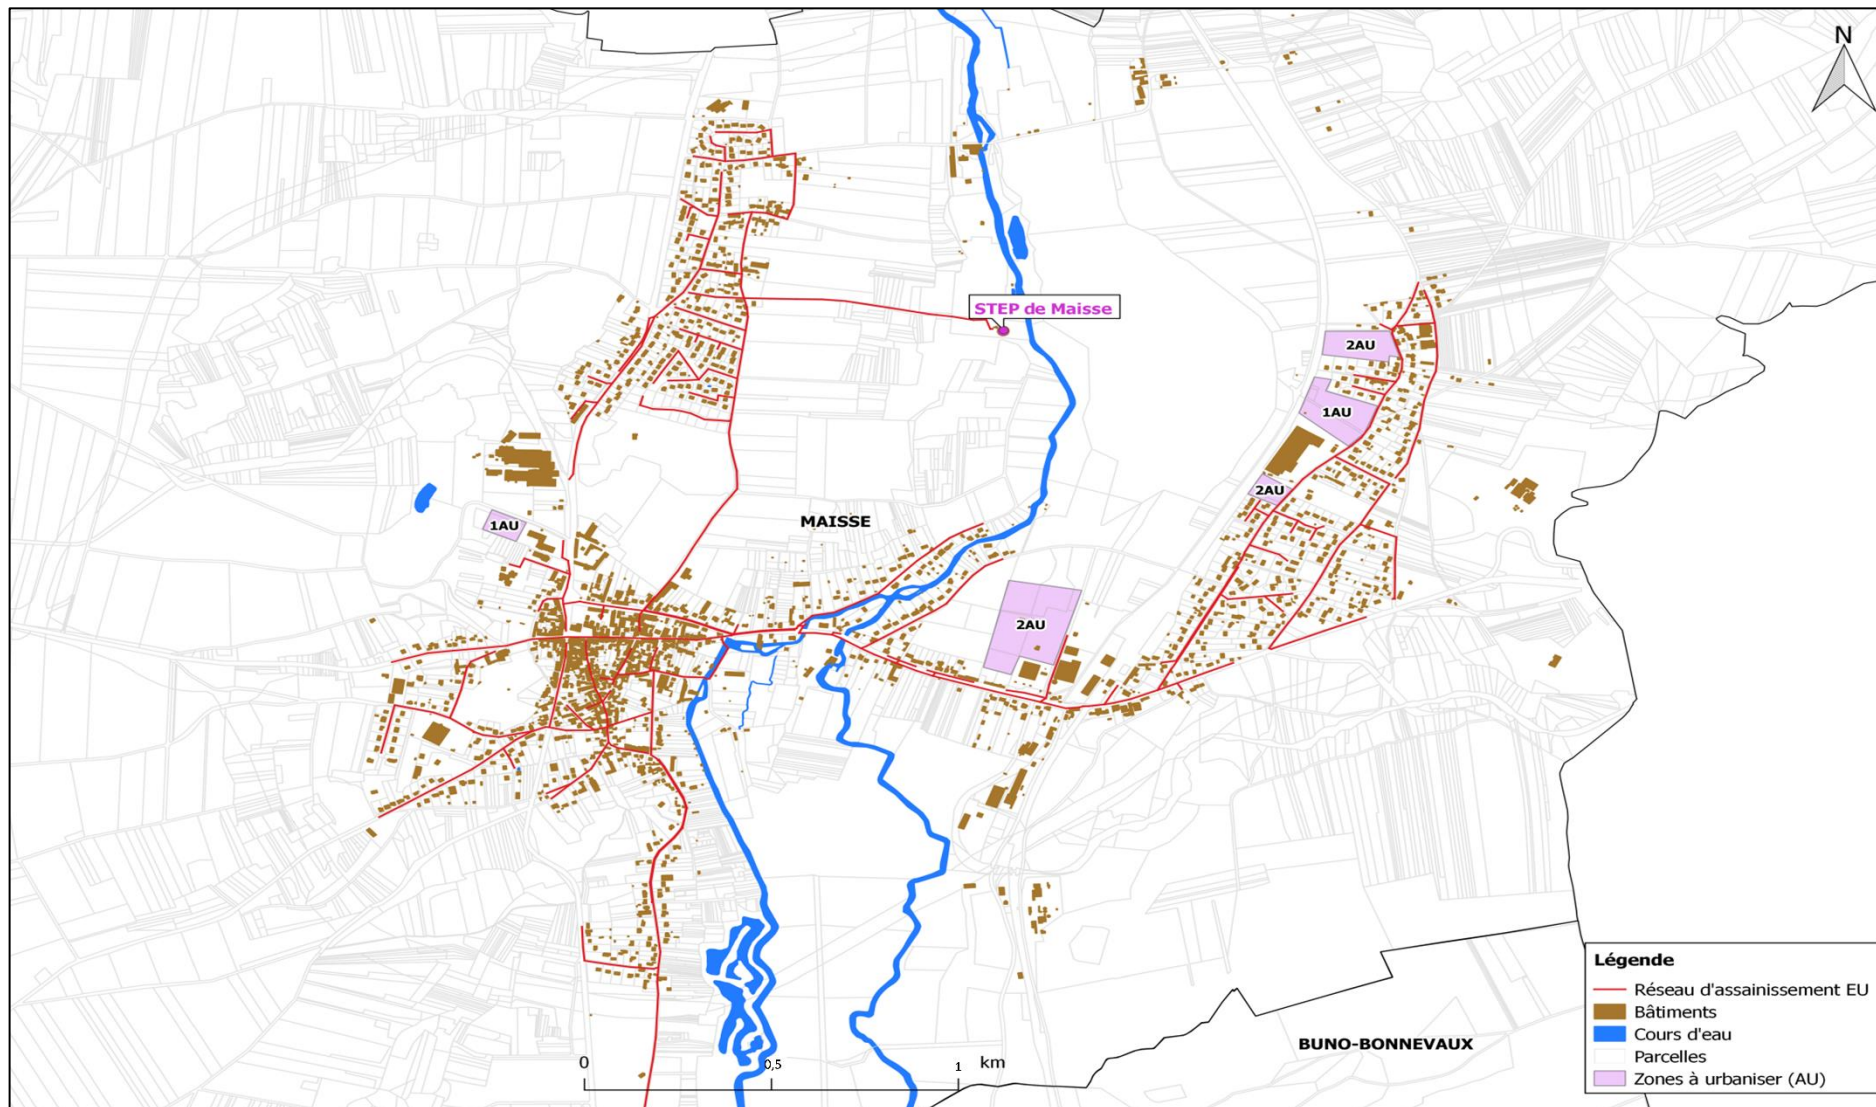 N
STEP de Maisse
2AU
1AU
2AU
1AU
MAISSE
2AU
Légende
Réseau d'assainissement EU
Bâtiments
Cours d'eau
Parcelles
Zones à urbaniser (AU)
BUNO-BONNEVAUX
0 0,5 1 km